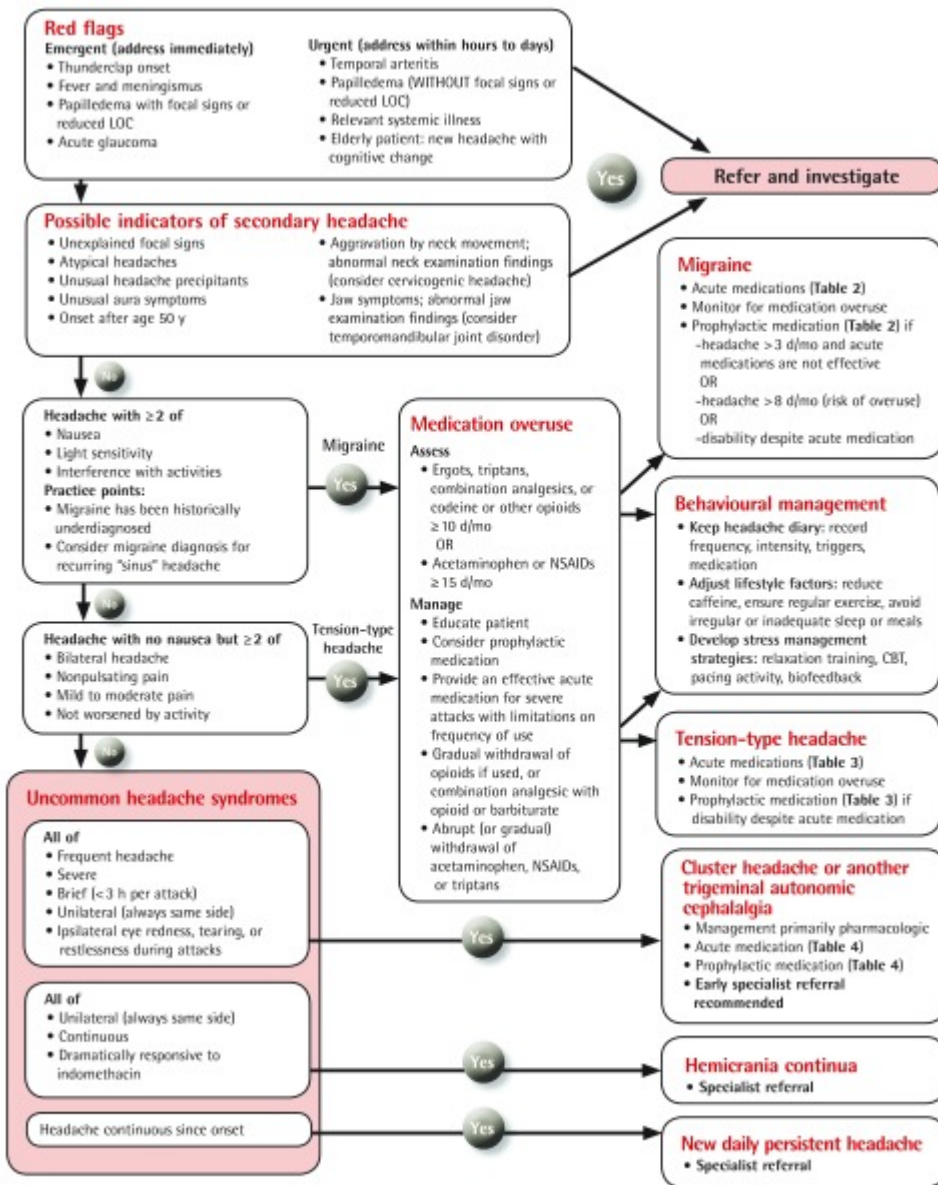 Red flags
Emergent (address immediately)
• Thunderclap onset
• Fever and meningismus
• Papilledema with focal signs or
reduced LOC
• Acute glaucoma
Urgent (address within hours to days)
• Temporal arteritis
• Papilledema (WITHOUT focal signs or
reduced LOC)
• Relevant systemic illness
• Elderly patient: new headache with
cognitive change
Yes
Refer and investigate
Possible indicators of secondary headache
• Unexplained focal signs
• Atypical headaches
• Unusual headache precipitants
• Unusual aura symptoms
• Onset after age 50 y
• Aggravation by neck movement;
abnormal neck examination findings
(consider cervicogenic headache)
• Jaw symptoms; abnormal jaw
examination findings (consider
temporomandibular joint disorder)
No
Headache with ≥2 of
• Nausea
• Light sensitivity
• Interference with activities
Practice points:
• Migraine has been historically
underdiagnosed
• Consider migraine diagnosis for
recurring "sinus" headache
Migraine
Yes
No
Headache with no nausea but ≥2 of
• Bilateral headache
• Nonpulsating pain
• Mild to moderate pain
• Not worsened by activity
Tension-type
headache
Yes
No
Medication overuse
Assess
• Ergots, triptans,
combination analgesics, or
codeine or other opioids
≥10 d/mo
OR
• Acetaminophen or NSAIDs
≥15 d/mo
Manage
• Educate patient
• Consider prophylactic
medication
• Provide an effective acute
medication for severe
attacks with limitations on
frequency of use
• Gradual withdrawal of
opioids if used, or
combination analgesic with
opioid or barbiturate
• Abrupt (or gradual)
withdrawal of
acetaminophen, NSAIDs,
or triptans
Migraine
• Acute medications (Table 2)
• Monitor for medication overuse
• Prophylactic medication (Table 2) if
-headache >3 d/mo and acute
medications are not effective
OR
-headache >8 d/mo (risk of overuse)
OR
-disability despite acute medication
Behavioural management
• Keep headache diary: record
frequency, intensity, triggers,
medication
• Adjust lifestyle factors: reduce
caffeine, ensure regular exercise, avoid
irregular or inadequate sleep or meals
• Develop stress management
strategies: relaxation training, CBT,
pacing activity, biofeedback
Tension-type headache
• Acute medications (Table 3)
• Monitor for medication overuse
• Prophylactic medication (Table 3) if
disability despite acute medication
Uncommon headache syndromes
All of
• Frequent headache
• Severe
• Brief (<3 h per attack)
• Unilateral (always same side)
• Ipsilateral eye redness, tearing, or
restlessness during attacks
Yes
Cluster headache or another
trigeminal autonomic
cephalalgia
• Management primarily pharmacologic
• Acute medication (Table 4)
• Prophylactic medication (Table 4)
• Early specialist referral
recommended
All of
• Unilateral (always same side)
• Continuous
• Dramatically responsive to
indomethacin
Yes
Hemicrania continua
• Specialist referral
Headache continuous since onset
Yes
New daily persistent headache
• Specialist referral